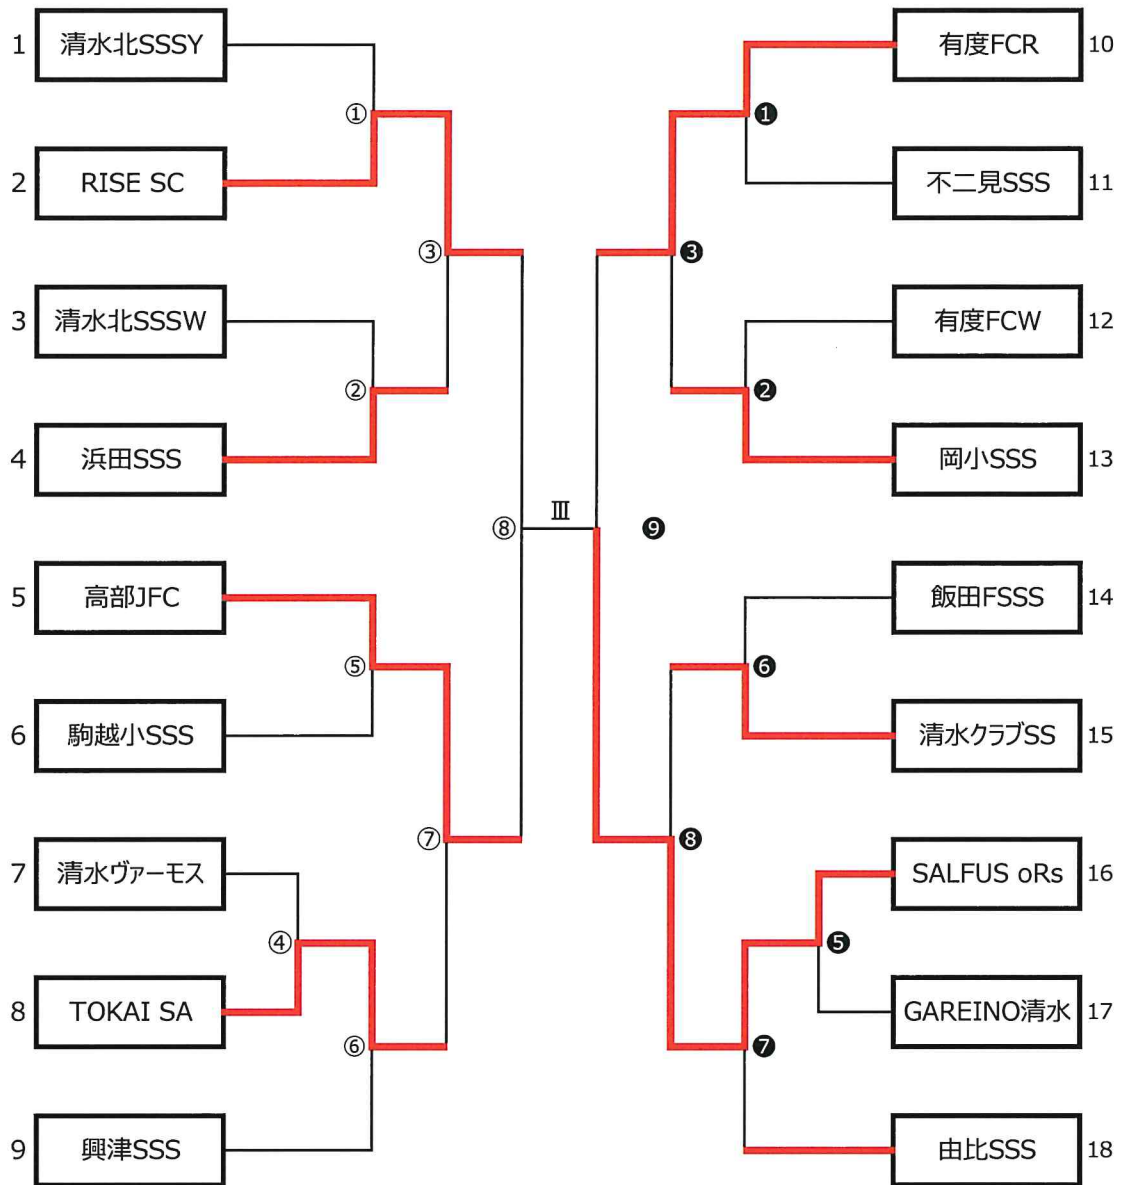 1 清水北SSSY
①
2 RISE SC
③
3 清水北SSSW
②
4 浜田SSS
⑧
Ⅲ
5 高部JFC
⑤
6 駒越小SSS
⑦
7 清水ヴァーモス
④
8 TOKAI SA
⑥
9 興津SSS
有度FCR 10
❶
不二見SSS 11
❸
有度FCW 12
❷
岡小SSS 13
❾
飯田FSSS 14
❻
清水クラブSS 15
❽
SALFUS oRs 16
❺
GAREINO清水 17
❼
由比SSS 18